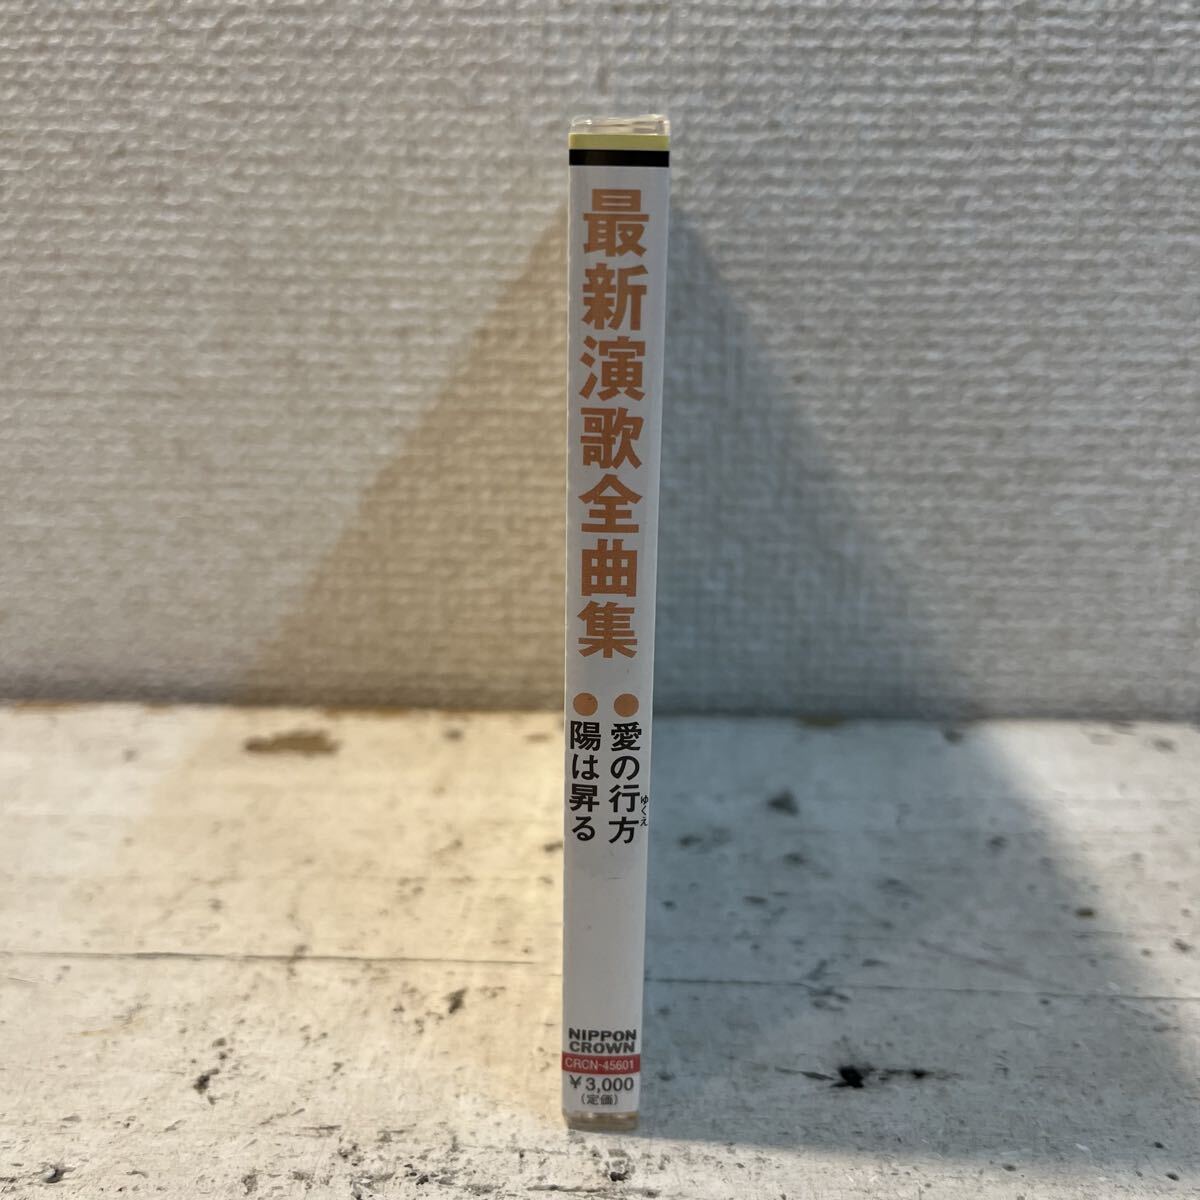 最新演歌全曲集
●愛の行方
ゆくえ
●陽は昇る
NIPPON
CROWN
CRCN-45601
¥3,000
(定価)